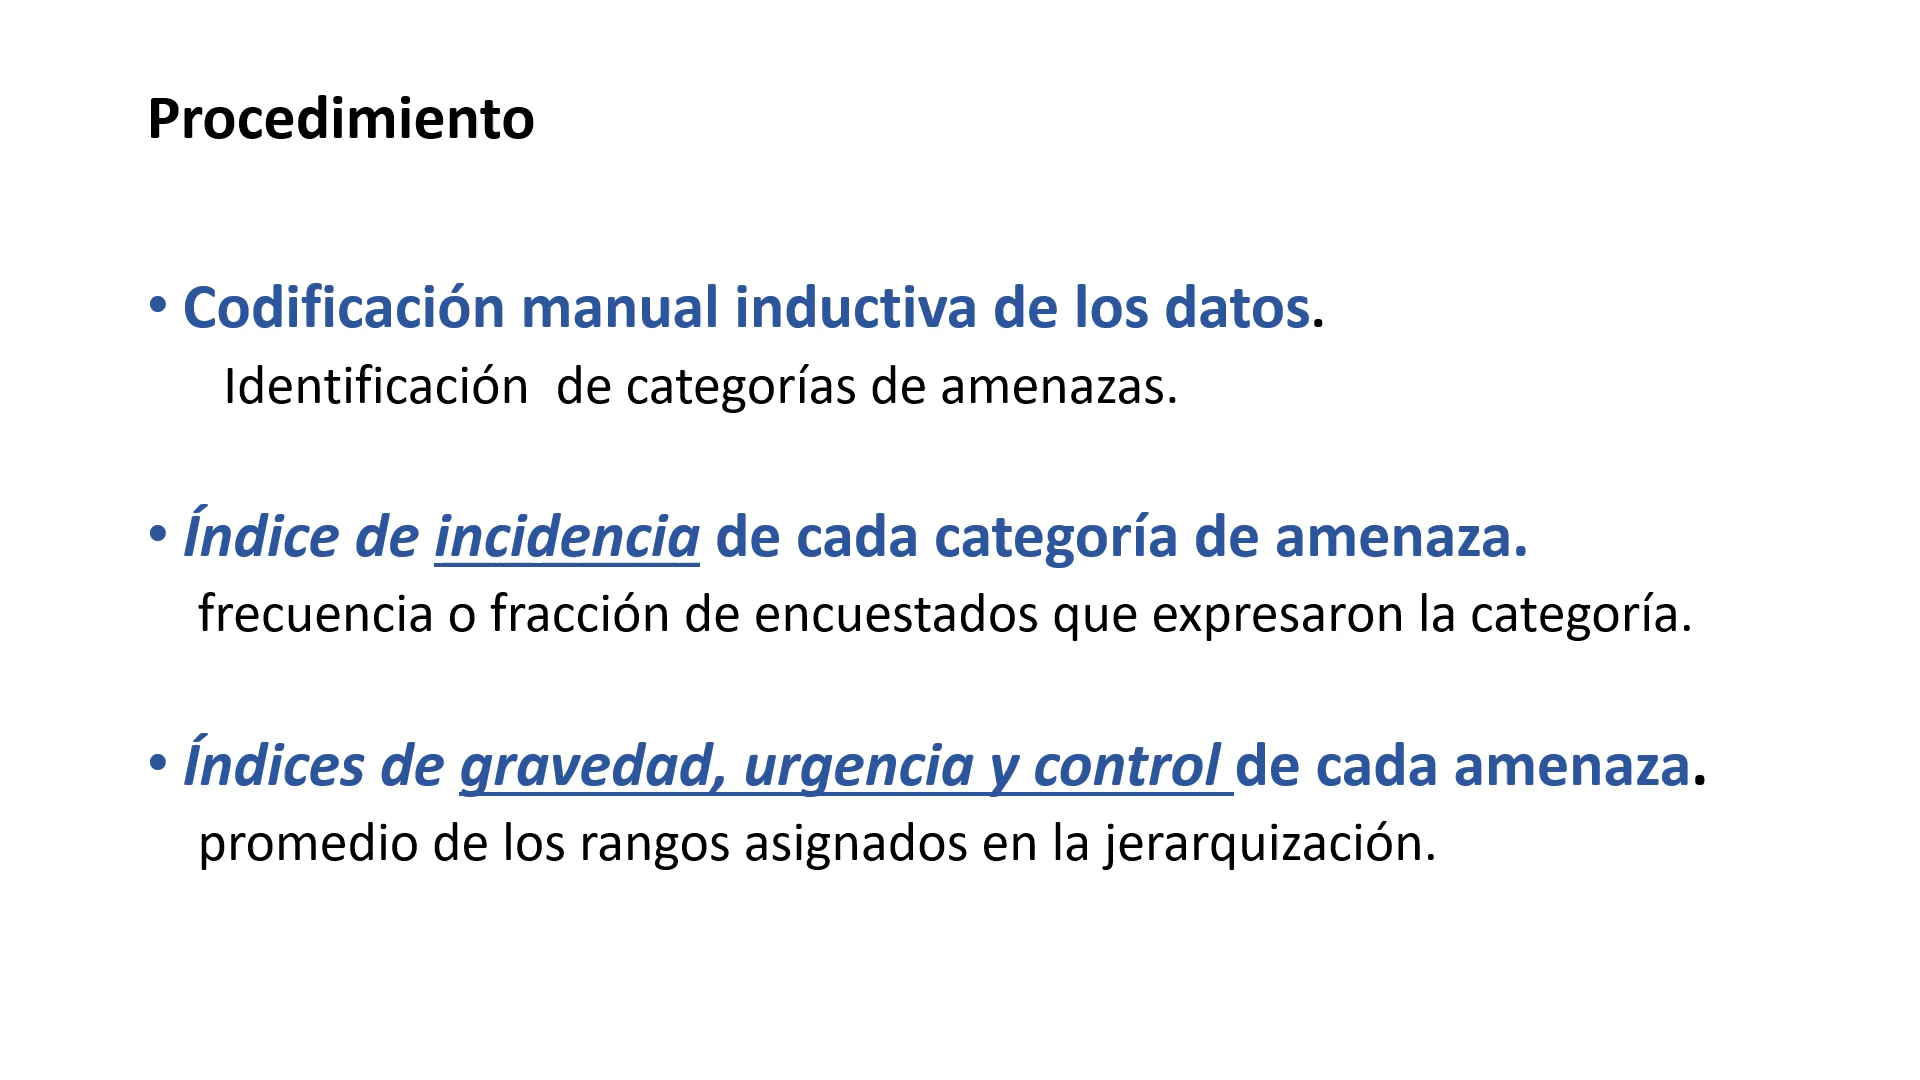 Procedimiento
• Codificación manual inductiva de los datos.
Identificación  de categorías de amenazas.
• Índice de incidencia de cada categoría de amenaza.
frecuencia o fracción de encuestados que expresaron la categoría.
• Índices de gravedad, urgencia y control de cada amenaza.
promedio de los rangos asignados en la jerarquización.